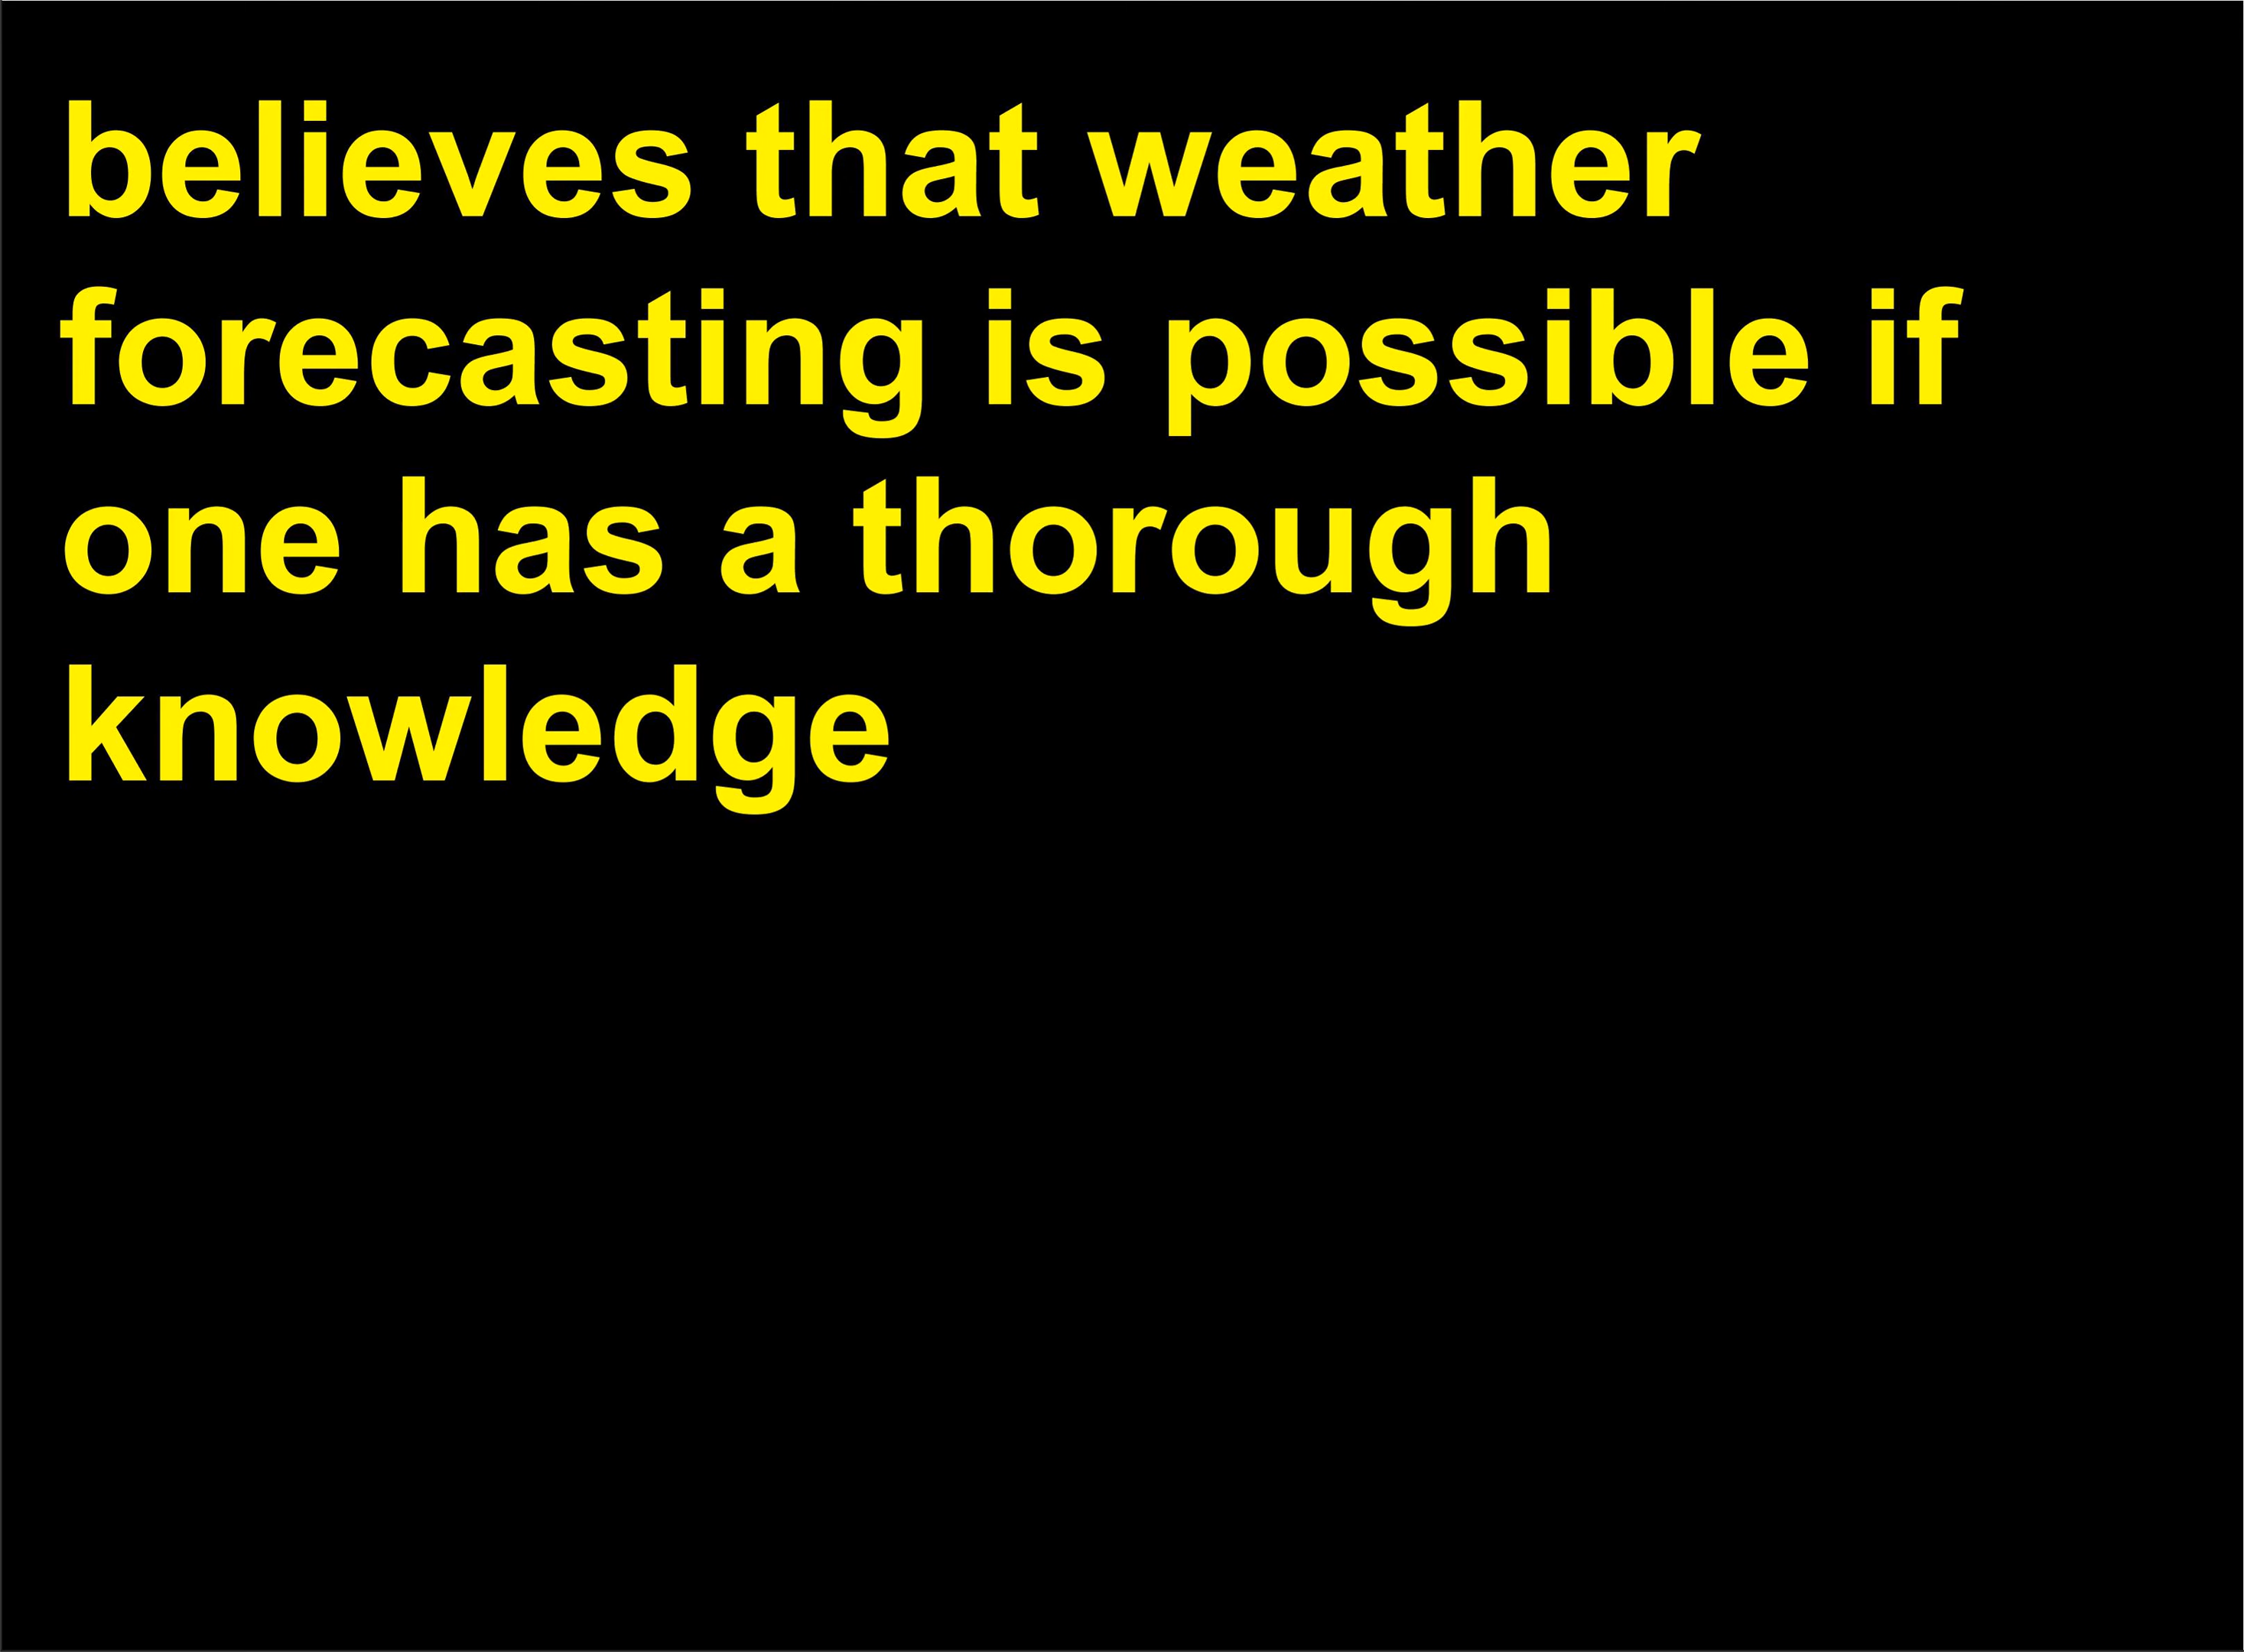 believes that weather
forecasting is possible if
one has a thorough
knowledge